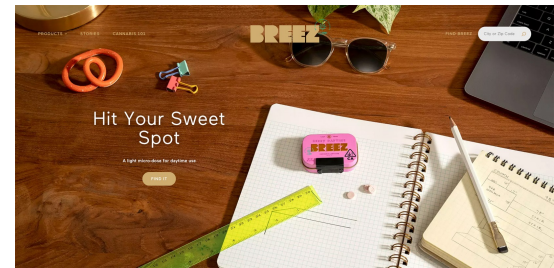 PRODUCTS
STORIES
CANNABIS 101
BREEZ
FIND BREEZ
City or Zip Code
Hit Your Sweet
Spot
A light micro-dose for daytime use
FIND IT
BREEZ